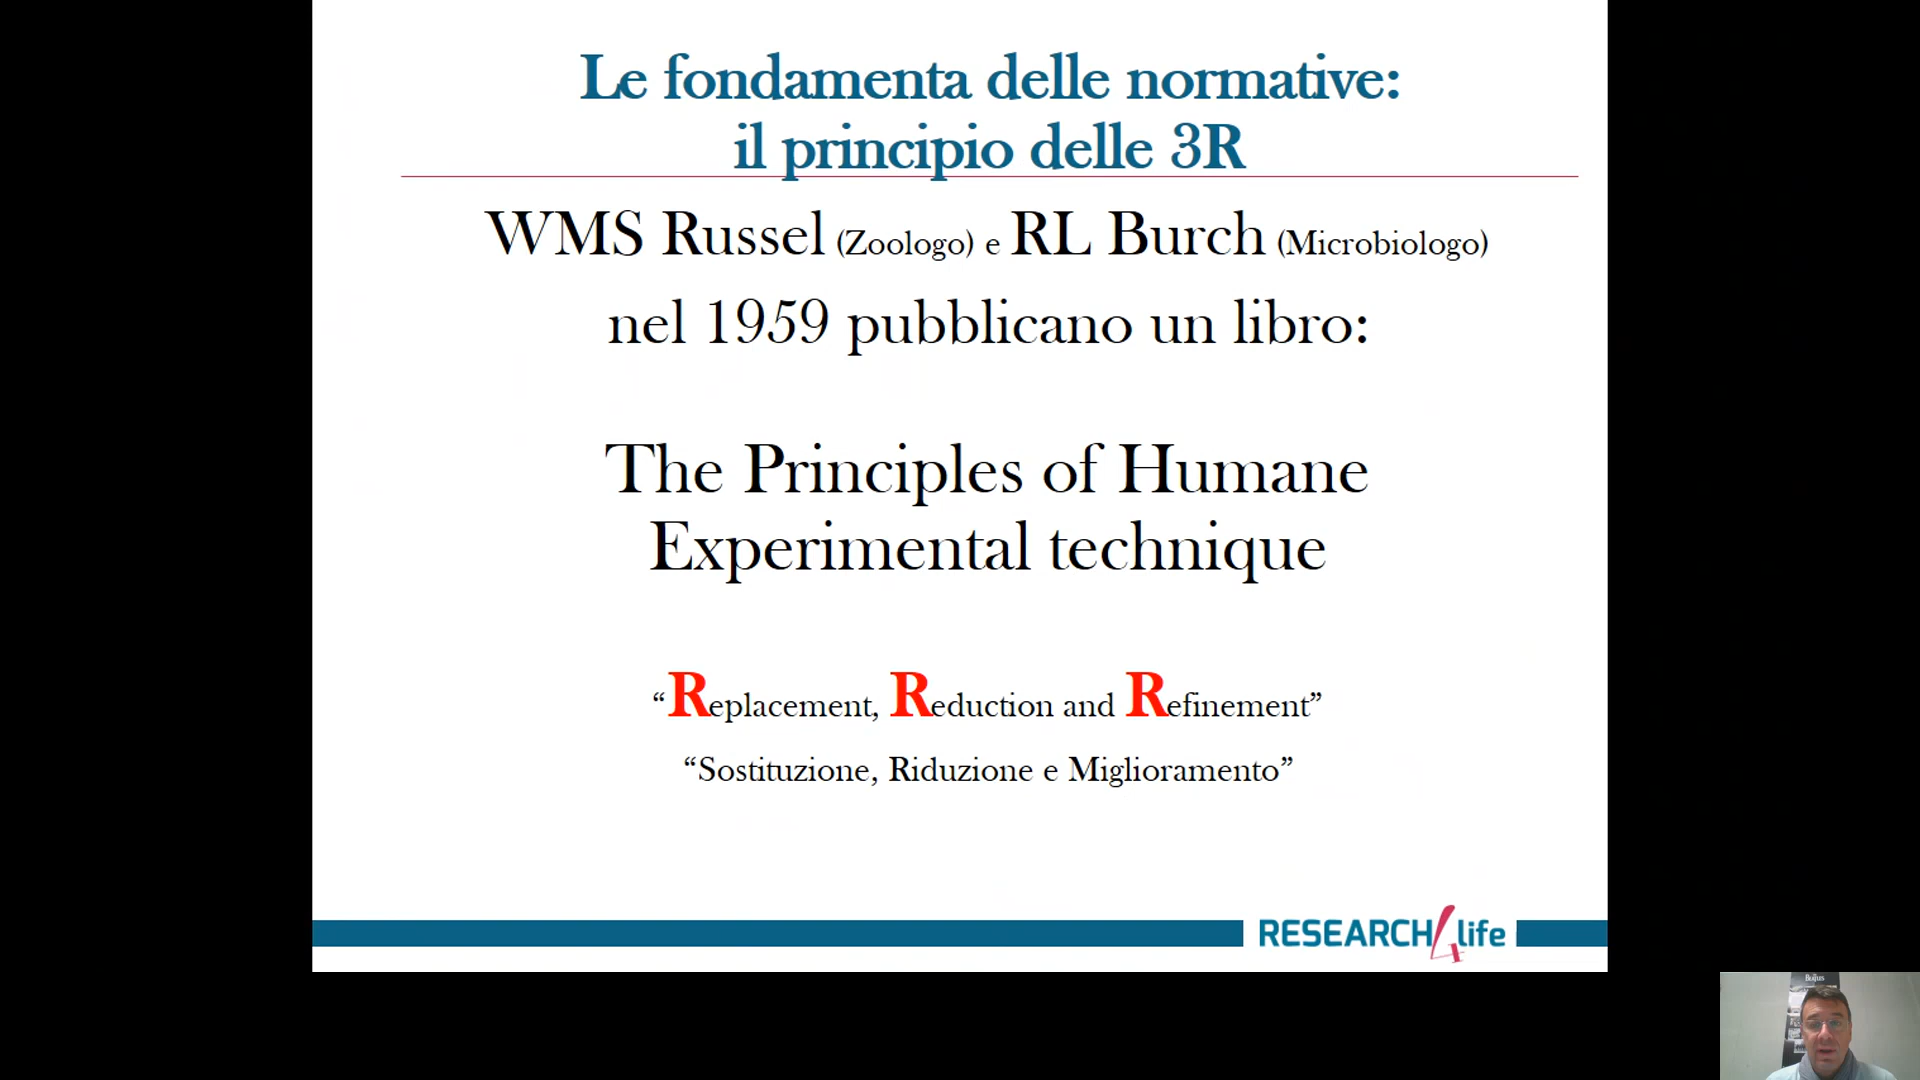 Le fondamenta delle normative:
il principio delle 3R
WMS Russel (Zoologo) e RL Burch (Microbiologo)
nel 1959 pubblicano un libro:
The Principles of Humane
Experimental technique
“Replacement, Reduction and Refinement”
“Sostituzione, Riduzione e Miglioramento”
RESEARCH4life